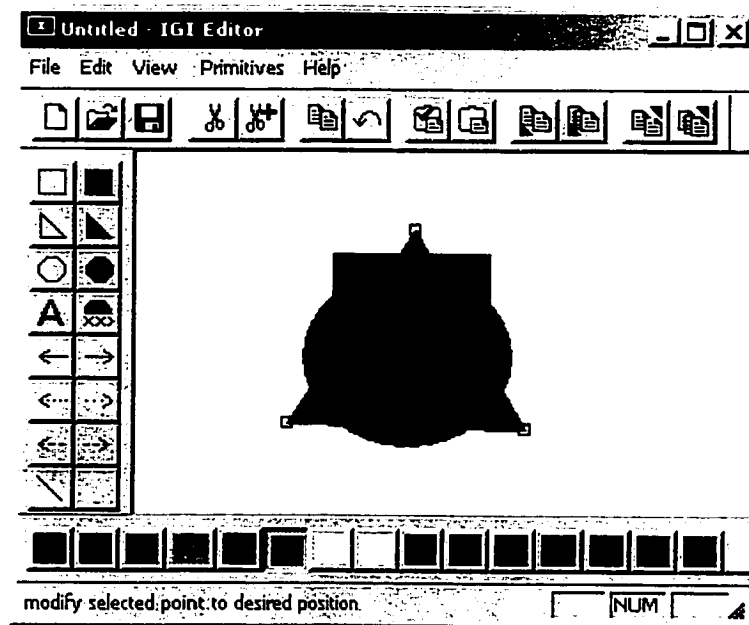 Untitled - IGI Editor
File Edit View Primitives Help
A
modify selected point to desired position.
NUM